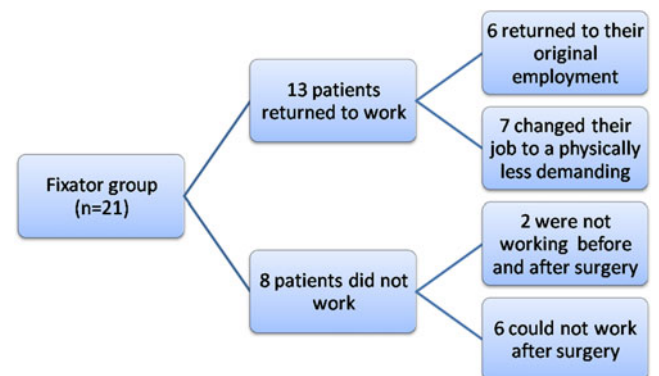 6 returned to their
original
employment
13 patients
returned to work
7 changed their
job to a physically
less demanding
Fixator group
(n=21)
2 were not
working before
and after surgery
8 patients did not
work
6 could not work
after surgery